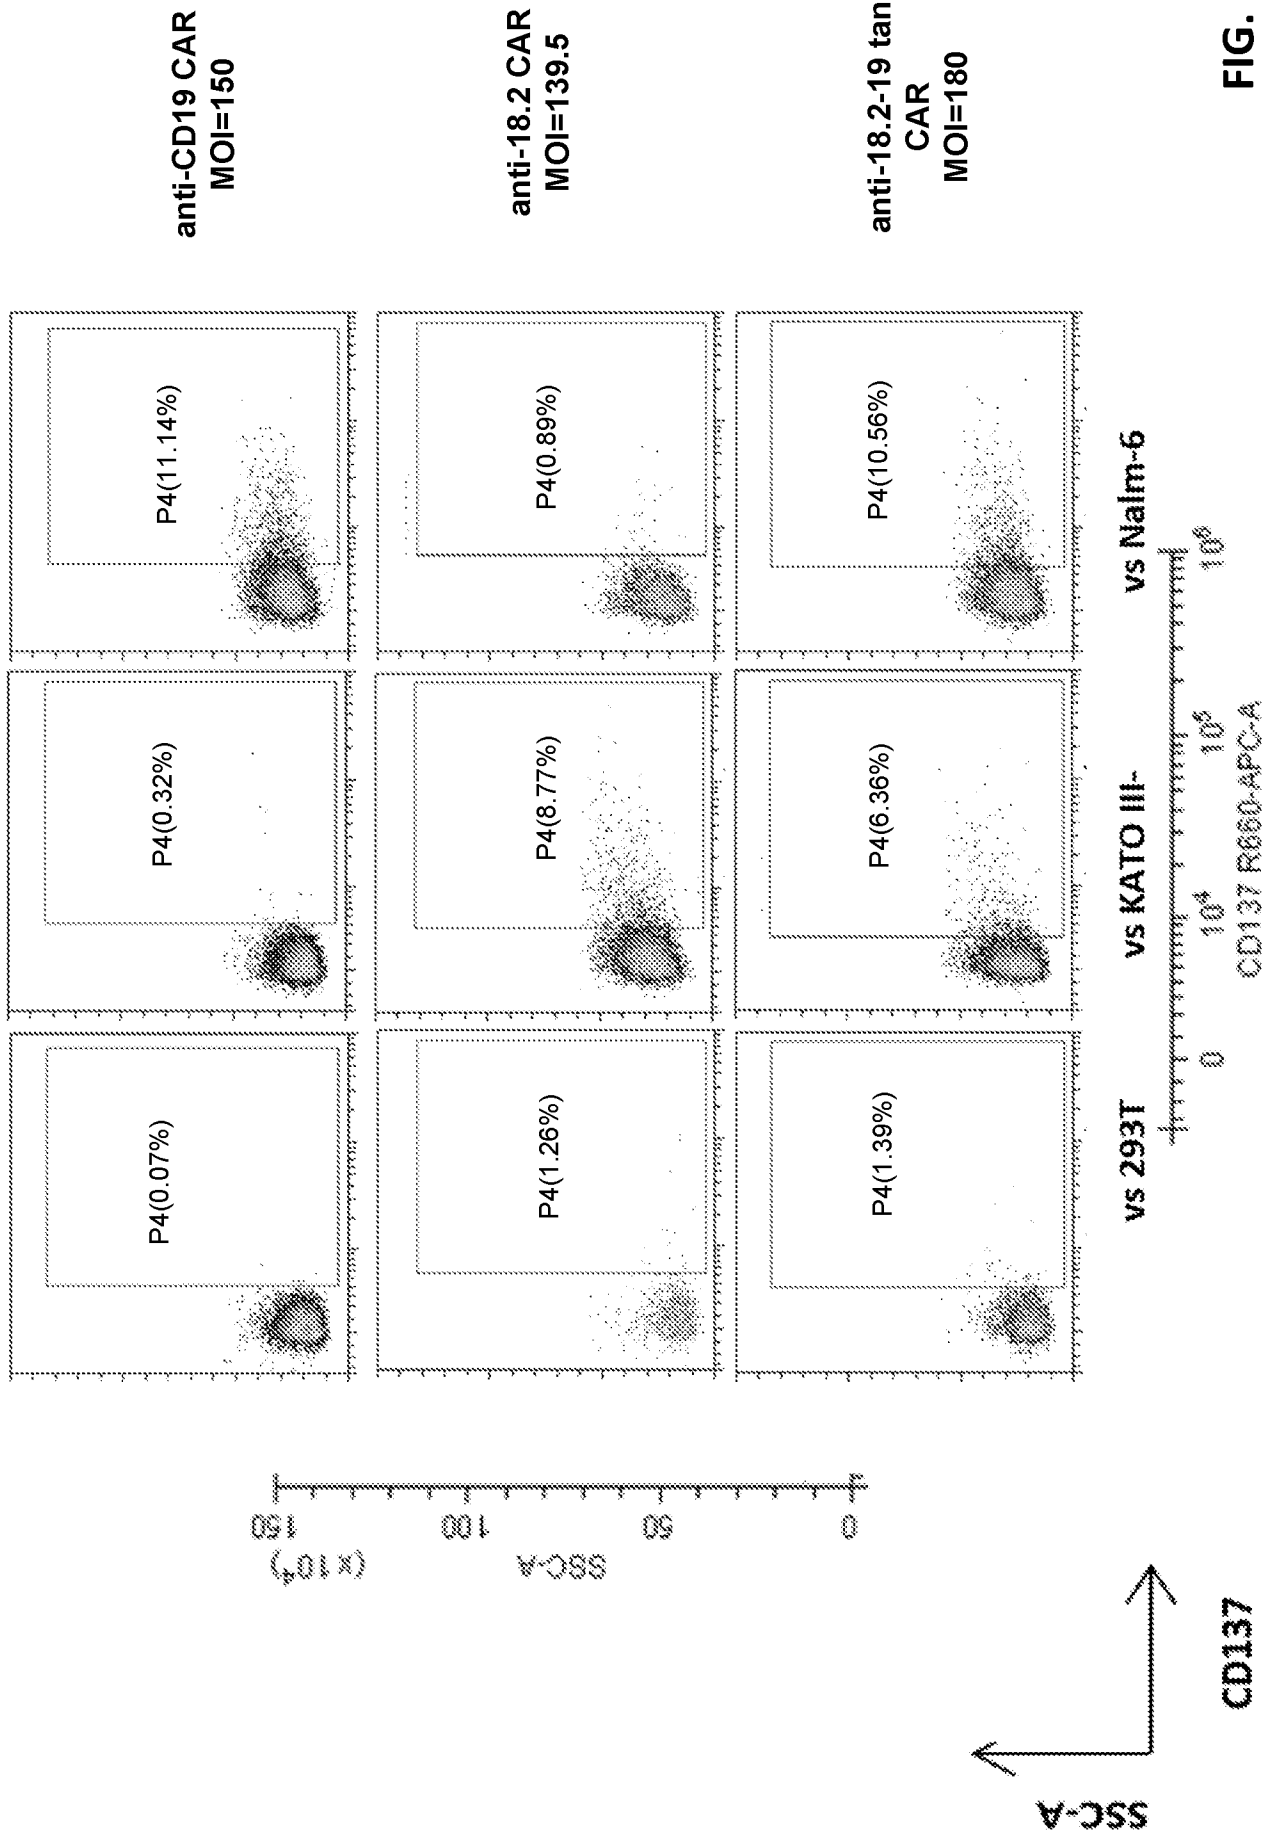 P4(0.07%)
P4(0.32%)
P4(11.14%)
anti-CD19 CAR
MOI=150
P4(1.26%)
P4(8.77%)
P4(0.89%)
anti-18.2 CAR
MOI=139.5
P4(1.39%)
P4(6.36%)
P4(10.56%)
anti-18.2-19 tan
CAR
MOI=180
vs 293T
vs KATO III-
vs Nalm-6
150
100
50
0
SSC-A
(x 10⁴)
0
10⁴
10⁵
10⁶
CD137 R660-APC-A
SSC-A
CD137
FIG.